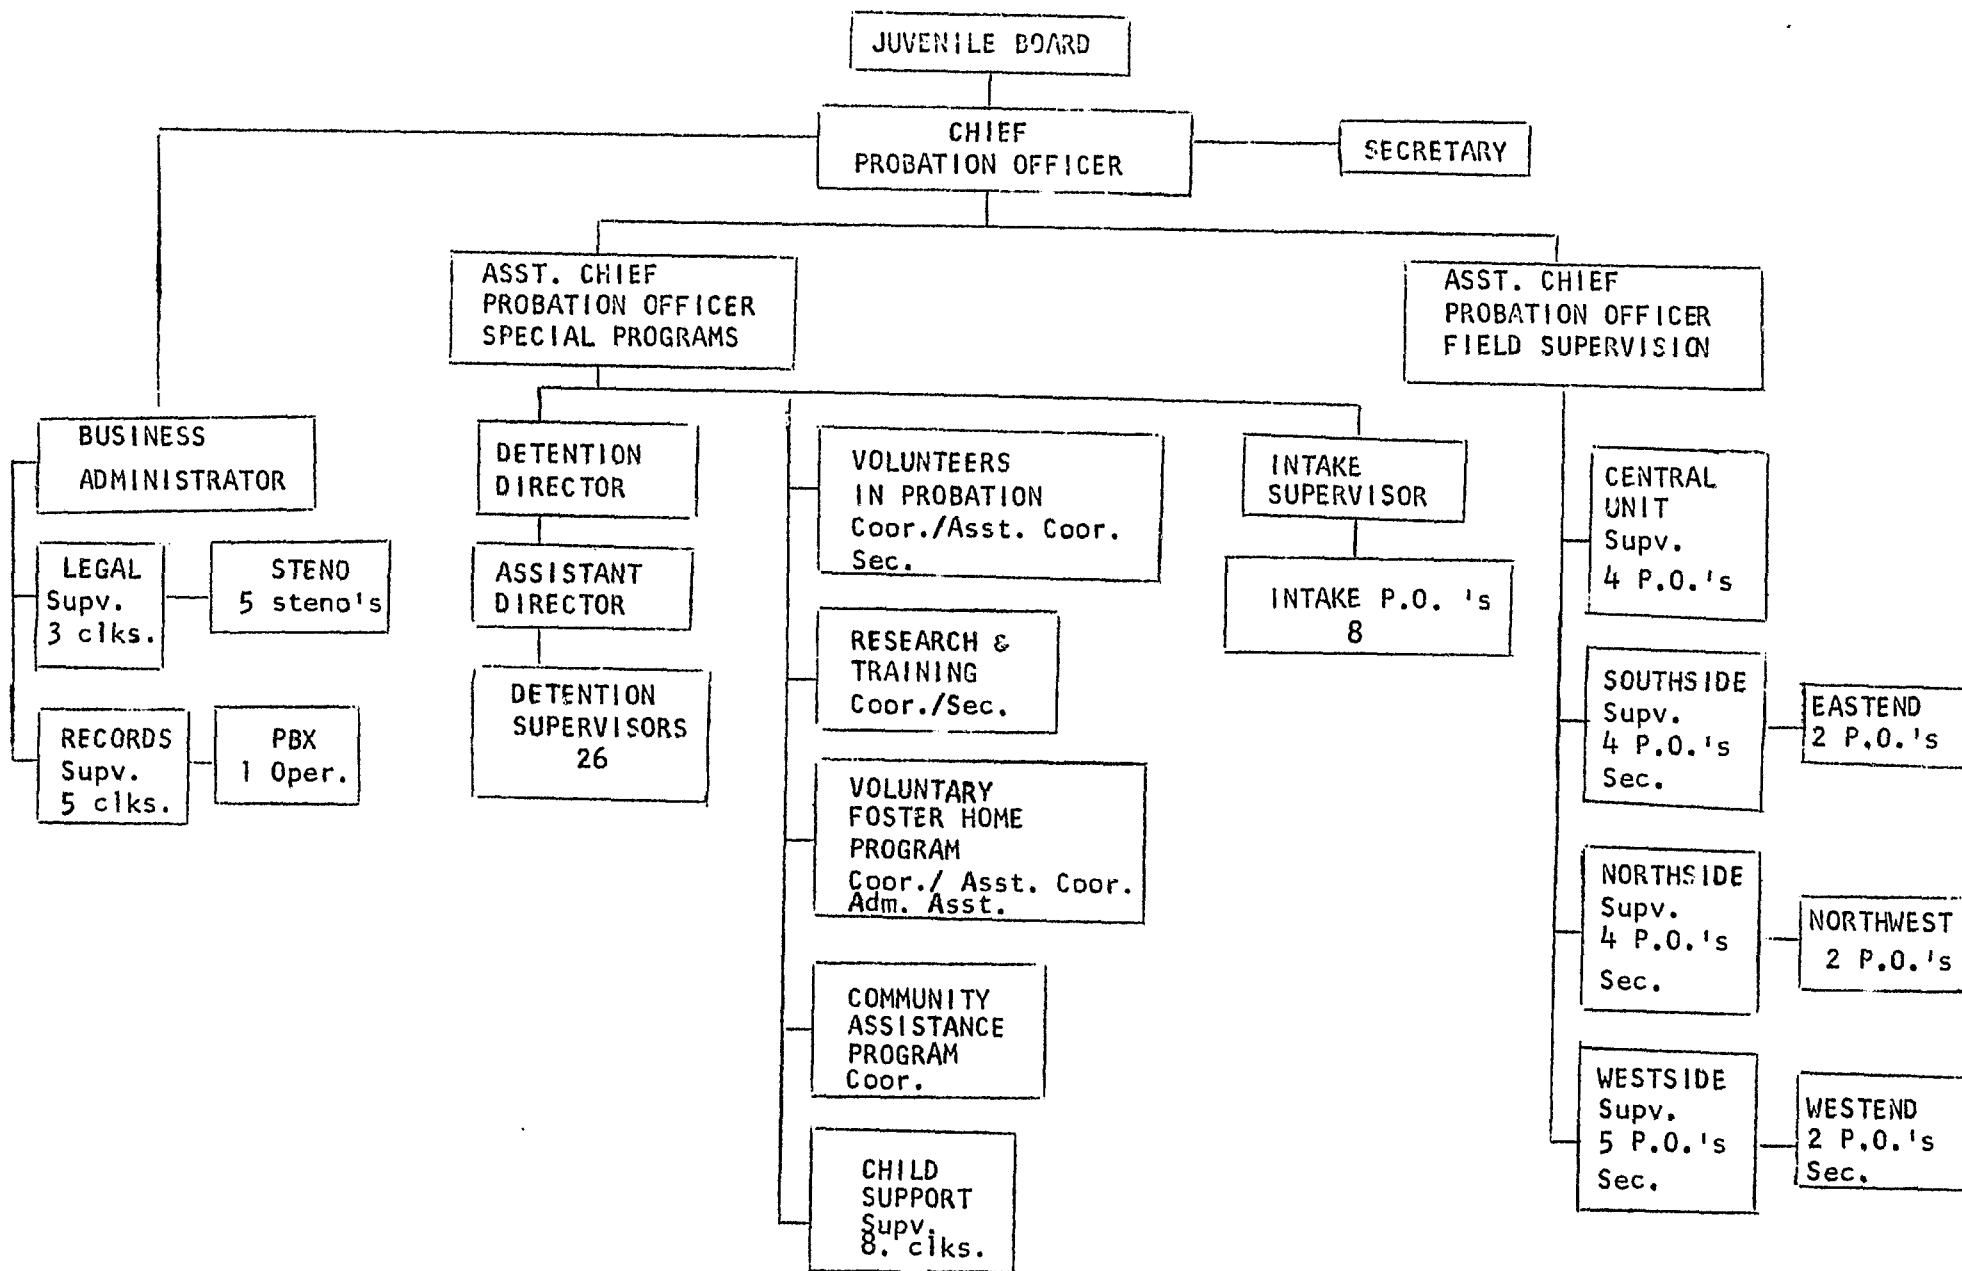 JUVENILE BOARD
CHIEF
PROBATION OFFICER
SECRETARY
ASST. CHIEF
PROBATION OFFICER
SPECIAL PROGRAMS
ASST. CHIEF
PROBATION OFFICER
FIELD SUPERVISION
BUSINESS
ADMINISTRATOR
LEGAL
Supv.
3 clks.
STENO
5 steno's
RECORDS
Supv.
5 clks.
PBX
1 Oper.
DETENTION
DIRECTOR
ASSISTANT
DIRECTOR
DETENTION
SUPERVISORS
26
VOLUNTEERS
IN PROBATION
Coor./Asst. Coor.
Sec.
RESEARCH &
TRAINING
Coor./Sec.
VOLUNTARY
FOSTER HOME
PROGRAM
Coor./ Asst. Coor.
Adm. Asst.
COMMUNITY
ASSISTANCE
PROGRAM
Coor.
CHILD
SUPPORT
Supv.
8. clks.
INTAKE
SUPERVISOR
INTAKE P.O. 's
8
CENTRAL
UNIT
Supv.
4 P.O.'s
SOUTHSIDE
Supv.
4 P.O.'s
Sec.
EASTEND
2 P.O.'s
NORTHSIDE
Supv.
4 P.O.'s
Sec.
NORTHWEST
2 P.O.'s
WESTSIDE
Supv.
5 P.O.'s
Sec.
WESTEND
2 P.O.'s
Sec.